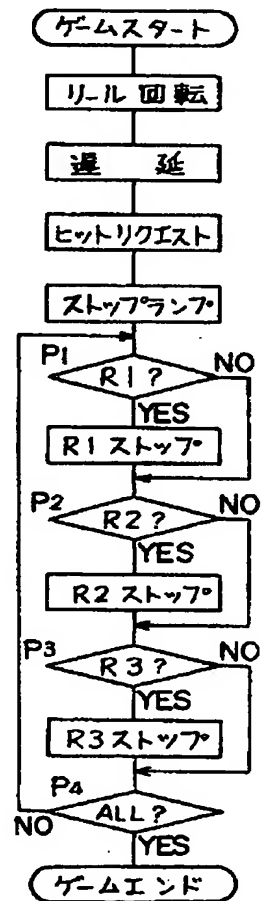 ゲームスタート
リール回転
遅 延
ヒットリクエスト
ストップランプ
P1
R1?
NO
YES
R1ストップ
P2
R2?
NO
YES
R2ストップ
P3
R3?
NO
YES
R3ストップ
P4
ALL?
NO
YES
ゲームエンド